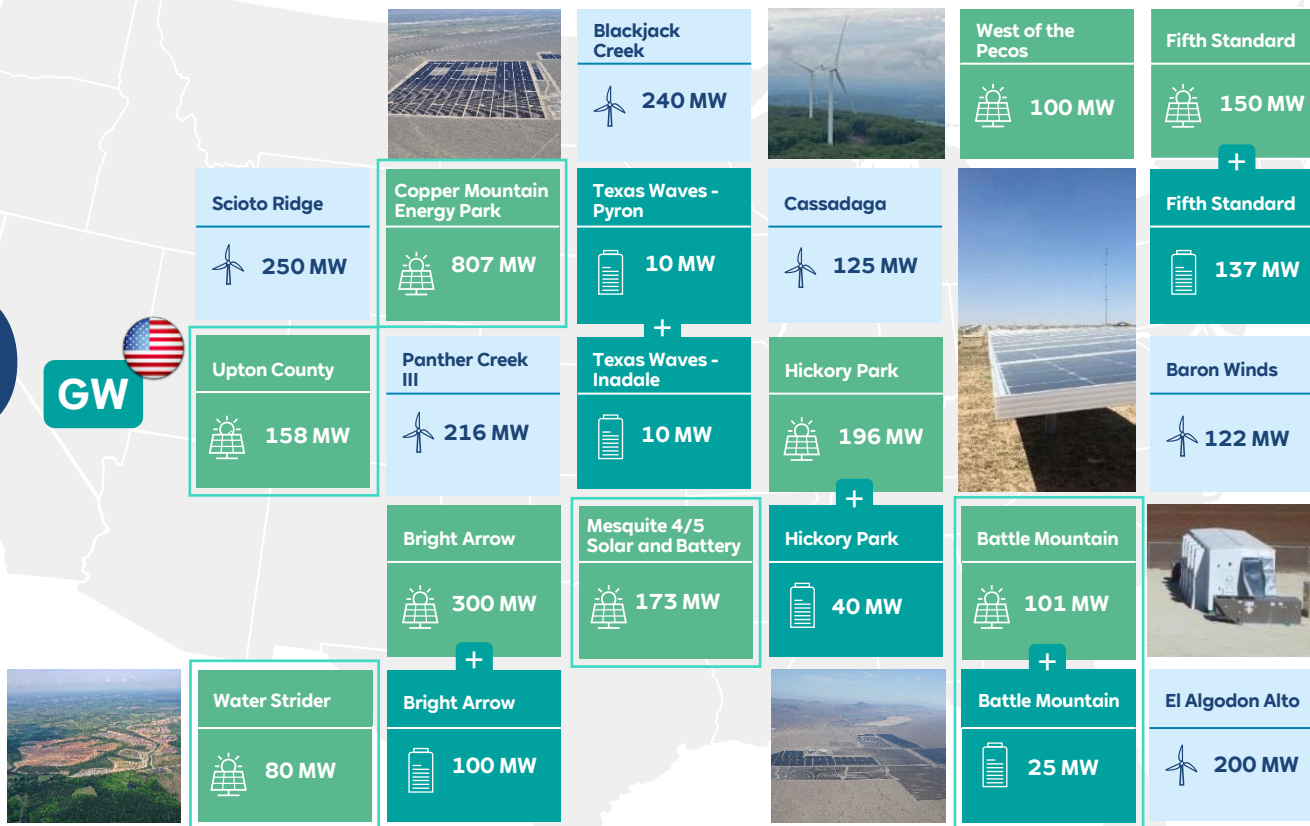 Blackjack
Creek
240 MW
West of the
Pecos
100 MW
Fifth Standard
150 MW
+
Scioto Ridge
250 MW
Copper Mountain
Energy Park
807 MW
Texas Waves -
Pyron
10 MW
+
Cassadaga
125 MW
Fifth Standard
137 MW
GW
Upton County
158 MW
Panther Creek
III
216 MW
Texas Waves -
Inadale
10 MW
Hickory Park
196 MW
+
Baron Winds
122 MW
Bright Arrow
300 MW
+
Mesquite 4/5
Solar and Battery
173 MW
Hickory Park
40 MW
Battle Mountain
101 MW
+
Water Strider
80 MW
Bright Arrow
100 MW
Battle Mountain
25 MW
El Algodon Alto
200 MW